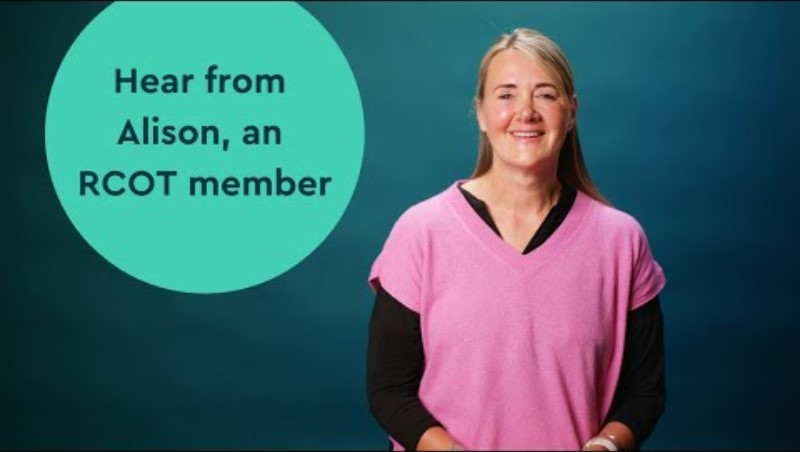 Hear from
Alison, an
RCOT member